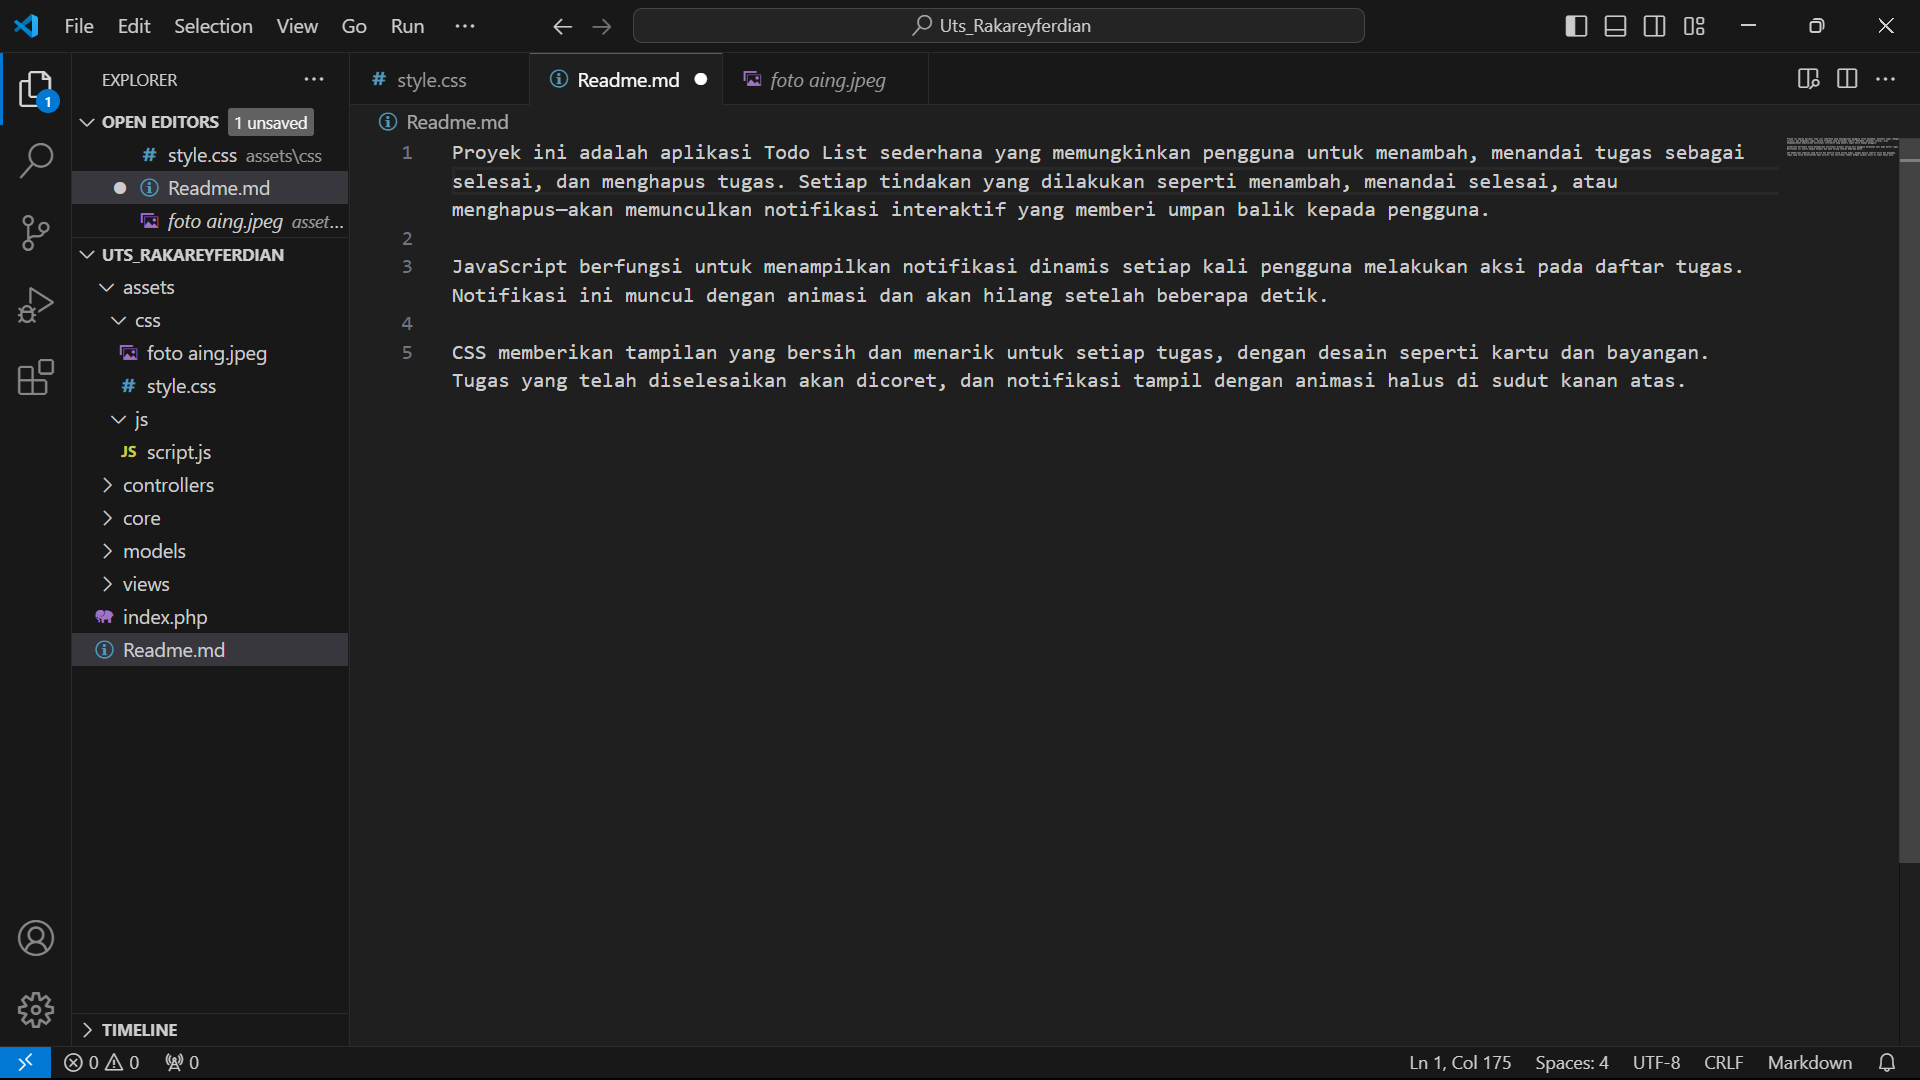 File Edit Selection View Go Run ··· Uts_Rakareyferdian
EXPLORER ···
OPEN EDITORS 1 unsaved
# style.css assets\css
Readme.md
foto aing.jpeg asset...
UTS_RAKAREYFERDIAN
assets
css
foto aing.jpeg
# style.css
js
JS script.js
controllers
core
models
views
index.php
Readme.md
TIMELINE
1
# style.css Readme.md foto aing.jpeg
Readme.md
1 Proyek ini adalah aplikasi Todo List sederhana yang memungkinkan pengguna untuk menambah, menandai tugas sebagai
selesai, dan menghapus tugas. Setiap tindakan yang dilakukan seperti menambah, menandai selesai, atau
menghapus—akan memunculkan notifikasi interaktif yang memberi umpan balik kepada pengguna.
2
3 JavaScript berfungsi untuk menampilkan notifikasi dinamis setiap kali pengguna melakukan aksi pada daftar tugas.
Notifikasi ini muncul dengan animasi dan akan hilang setelah beberapa detik.
4
5 CSS memberikan tampilan yang bersih dan menarik untuk setiap tugas, dengan desain seperti kartu dan bayangan.
Tugas yang telah diselesaikan akan dicoret, dan notifikasi tampil dengan animasi halus di sudut kanan atas.
0 0 0 Ln 1, Col 175 Spaces: 4 UTF-8 CRLF Markdown